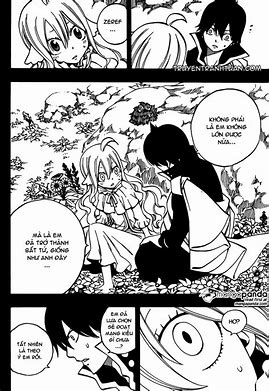 ZEREF...
TRUYENTRANHTUAN.COM
KHÔNG
PHẢI
LÀ EM
KHÔNG
LỚN
ĐƯỢC
NỮA...
MÀ LÀ
EM ĐÃ
TRỞ THÀNH
BẤT TỬ,
GIỐNG NHƯ
ANH ĐÂY
...
mangapanda
TẤT
NHIÊN LÀ
THEO Ý
EM RỒI.
EM ĐÃ
LỰA CHỌN
SẼ ĐOẠT
MẠNG KIỂU
GÌ CHƯA
?
HƠ?